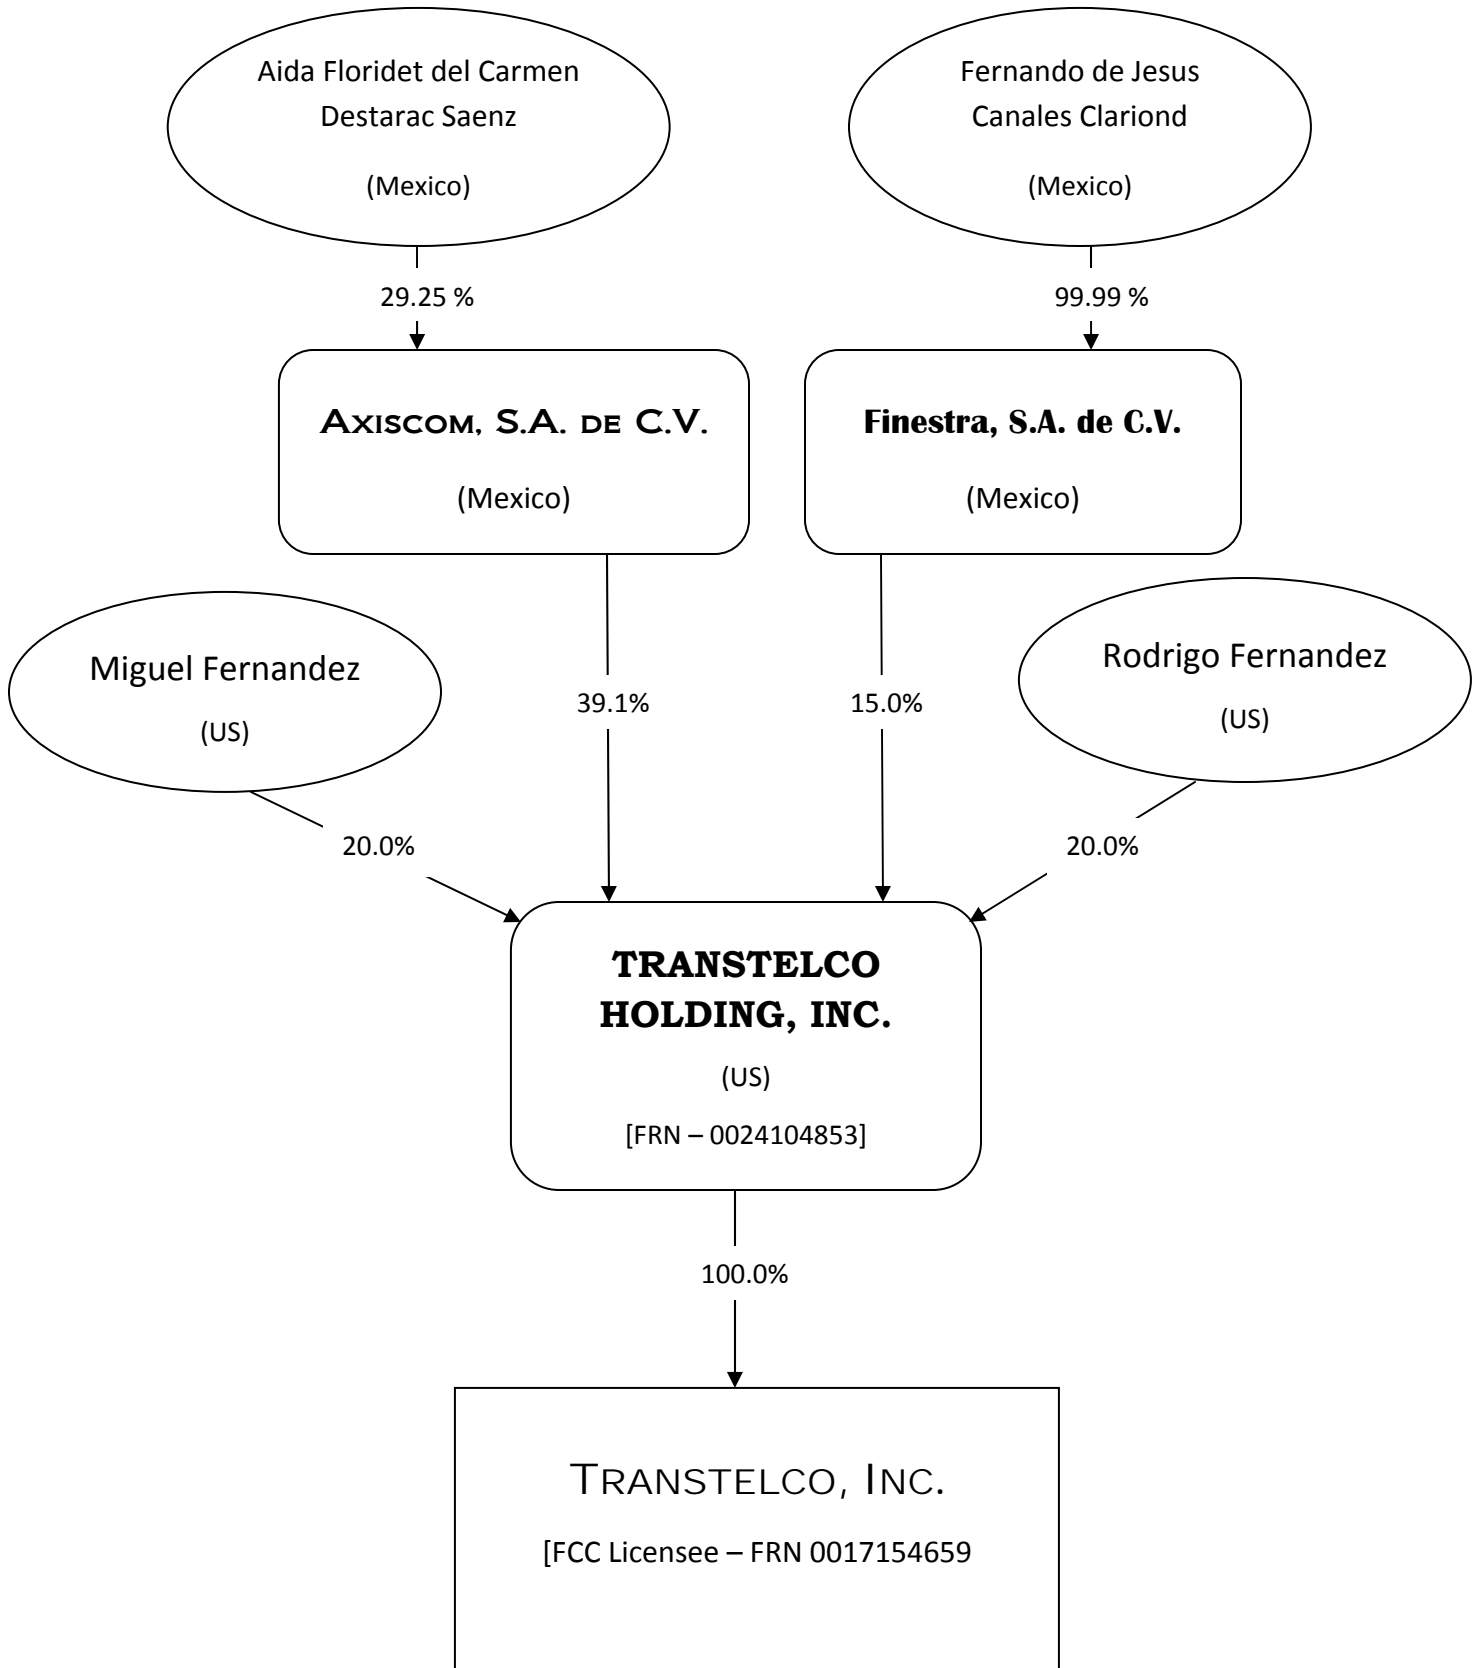 Aida Floridet del Carmen
Destarac Saenz
(Mexico)
Fernando de Jesus
Canales Clariond
(Mexico)
29.25 %
99.99 %
AXISCOM, S.A. DE C.V.
(Mexico)
Finestra, S.A. de C.V.
(Mexico)
Miguel Fernandez
(US)
Rodrigo Fernandez
(US)
39.1%
15.0%
20.0%
20.0%
TRANSTELCO
HOLDING, INC.
(US)
[FRN – 0024104853]
100.0%
TRANSTELCO, INC.
[FCC Licensee – FRN 0017154659